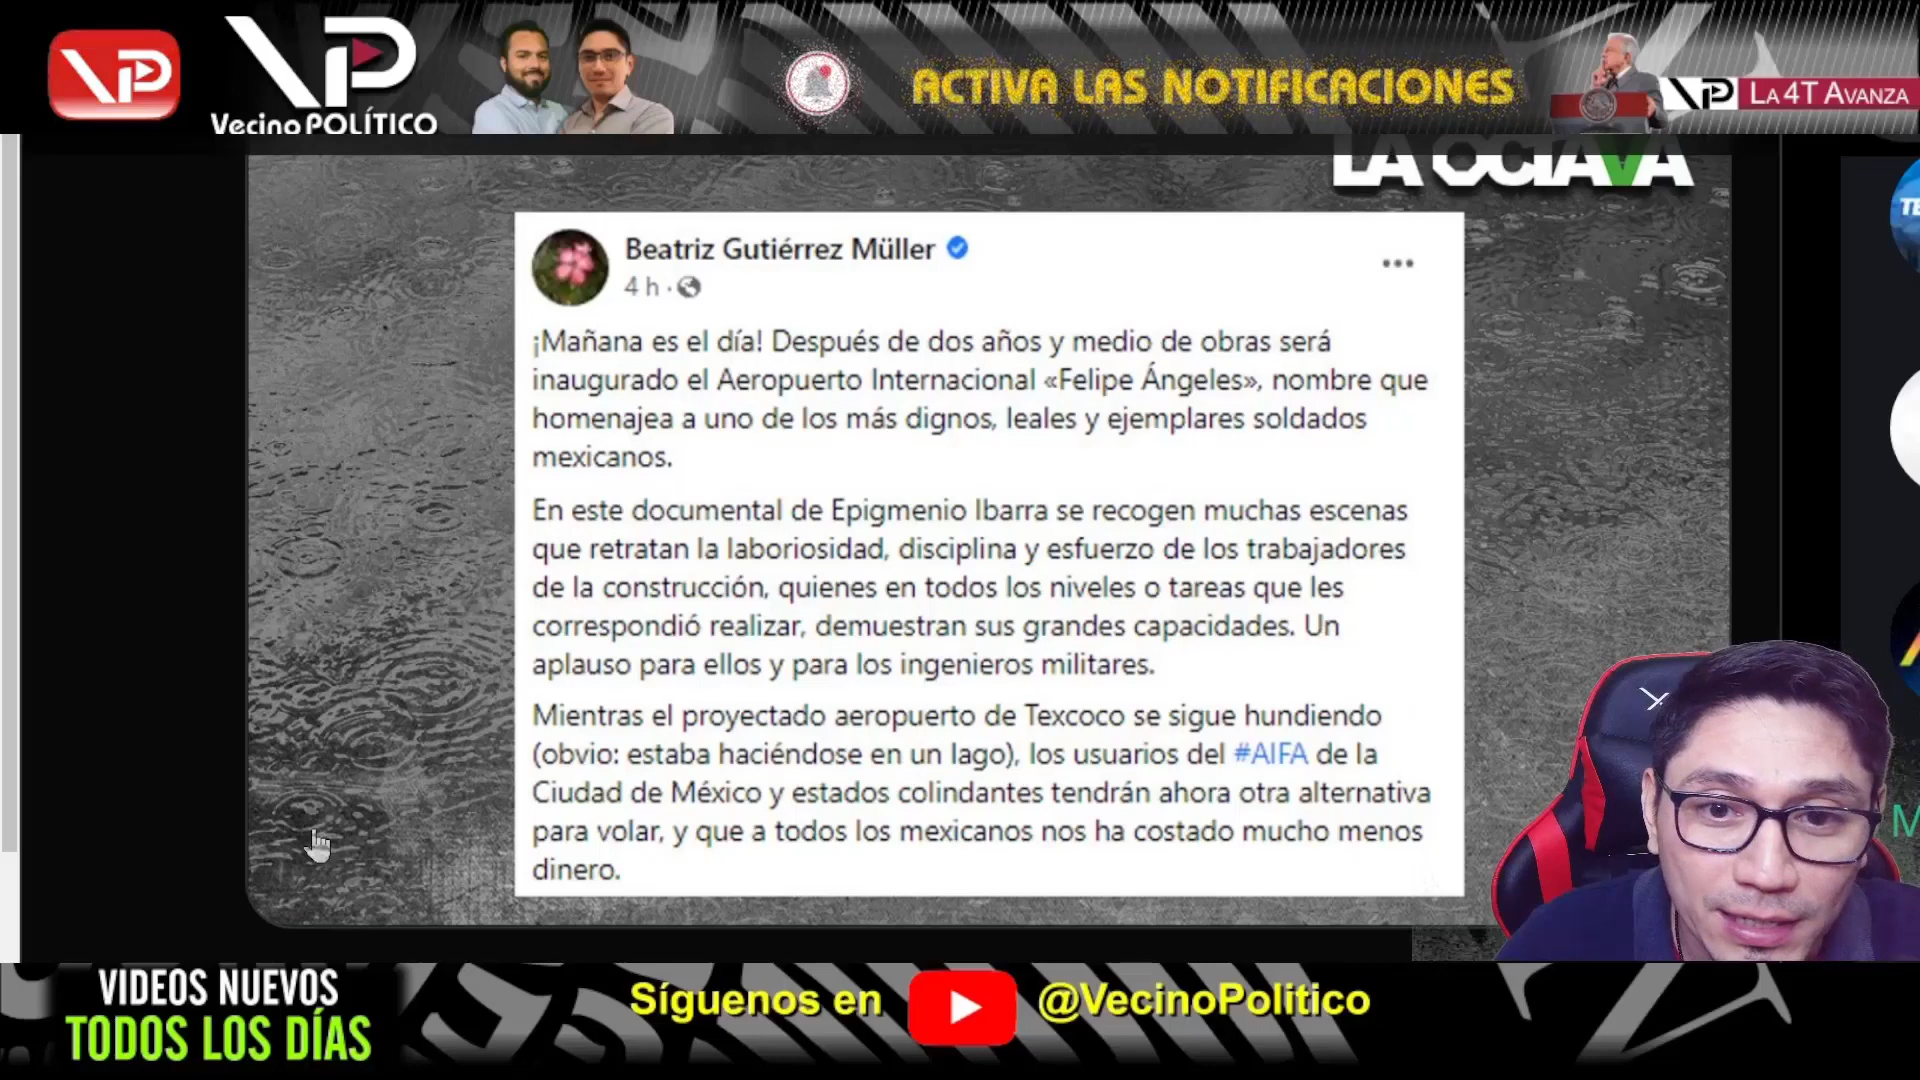 VP
VP
Vecino POLÍTICO
ACTIVA LAS NOTIFICACIONES
VP LA 4T AVANZA
LA OCTAVA
TE
Beatriz Gutiérrez Müller
4 h ·
¡Mañana es el día! Después de dos años y medio de obras será
inaugurado el Aeropuerto Internacional «Felipe Ángeles», nombre que
homenajea a uno de los más dignos, leales y ejemplares soldados
mexicanos.
En este documental de Epigmenio Ibarra se recogen muchas escenas
que retratan la laboriosidad, disciplina y esfuerzo de los trabajadores
de la construcción, quienes en todos los niveles o tareas que les
correspondió realizar, demuestran sus grandes capacidades. Un
aplauso para ellos y para los ingenieros militares.
Mientras el proyectado aeropuerto de Texcoco se sigue hundiendo
(obvio: estaba haciéndose en un lago), los usuarios del #AIFA de la
Ciudad de México y estados colindantes tendrán ahora otra alternativa
para volar, y que a todos los mexicanos nos ha costado mucho menos
dinero.
M
VIDEOS NUEVOS
TODOS LOS DÍAS
Síguenos en
@VecinoPolitico